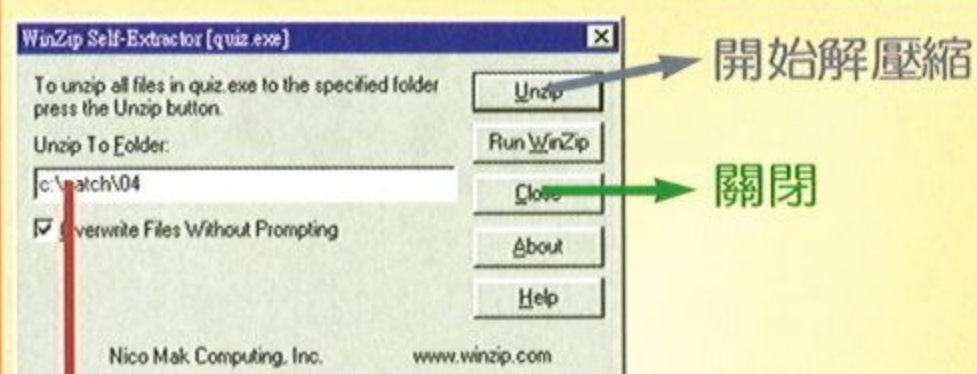 WinZip Self-Extractor [quiz.exe]
To unzip all files in quiz.exe to the specified folder
press the Unzip button.
Unzip To Folder:
c:\patch\04
Overwrite Files Without Prompting
Unzip
Run WinZip
Close
About
Help
Nico Mak Computing, Inc. www.winzip.com
開始解壓縮
關閉